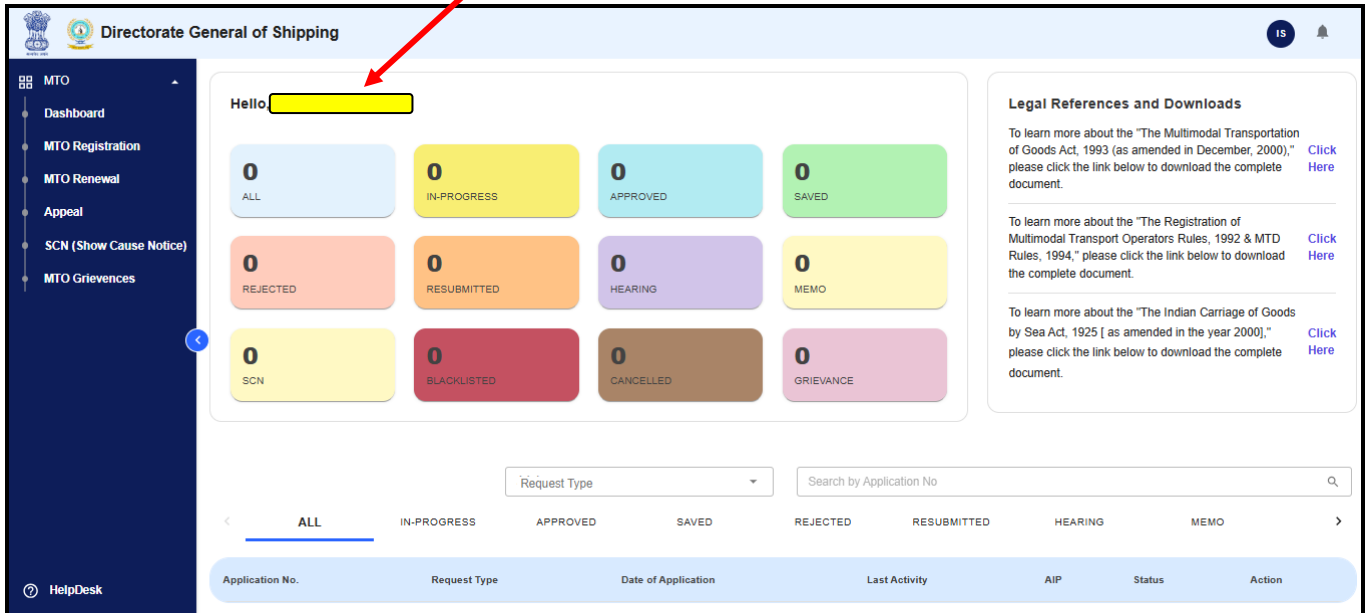 Directorate General of Shipping
IS
MTO
Dashboard
MTO Registration
MTO Renewal
Appeal
SCN (Show Cause Notice)
MTO Grievences
HelpDesk
Hello,
0
ALL
0
IN-PROGRESS
0
APPROVED
0
SAVED
0
REJECTED
0
RESUBMITTED
0
HEARING
0
MEMO
0
SCN
0
BLACKLISTED
0
CANCELLED
0
GRIEVANCE
Legal References and Downloads
To learn more about the "The Multimodal Transportation
of Goods Act, 1993 (as amended in December, 2000),"
please click the link below to download the complete
document.
Click
Here
To learn more about the "The Registration of
Multimodal Transport Operators Rules, 1992 & MTD
Rules, 1994," please click the link below to download
the complete document.
Click
Here
To learn more about the "The Indian Carriage of Goods
by Sea Act, 1925 [ as amended in the year 2000],"
please click the link below to download the complete
document.
Click
Here
Request Type
Search by Application No
ALL IN-PROGRESS APPROVED SAVED REJECTED RESUBMITTED HEARING MEMO
Application No. Request Type Date of Application Last Activity AIP Status Action